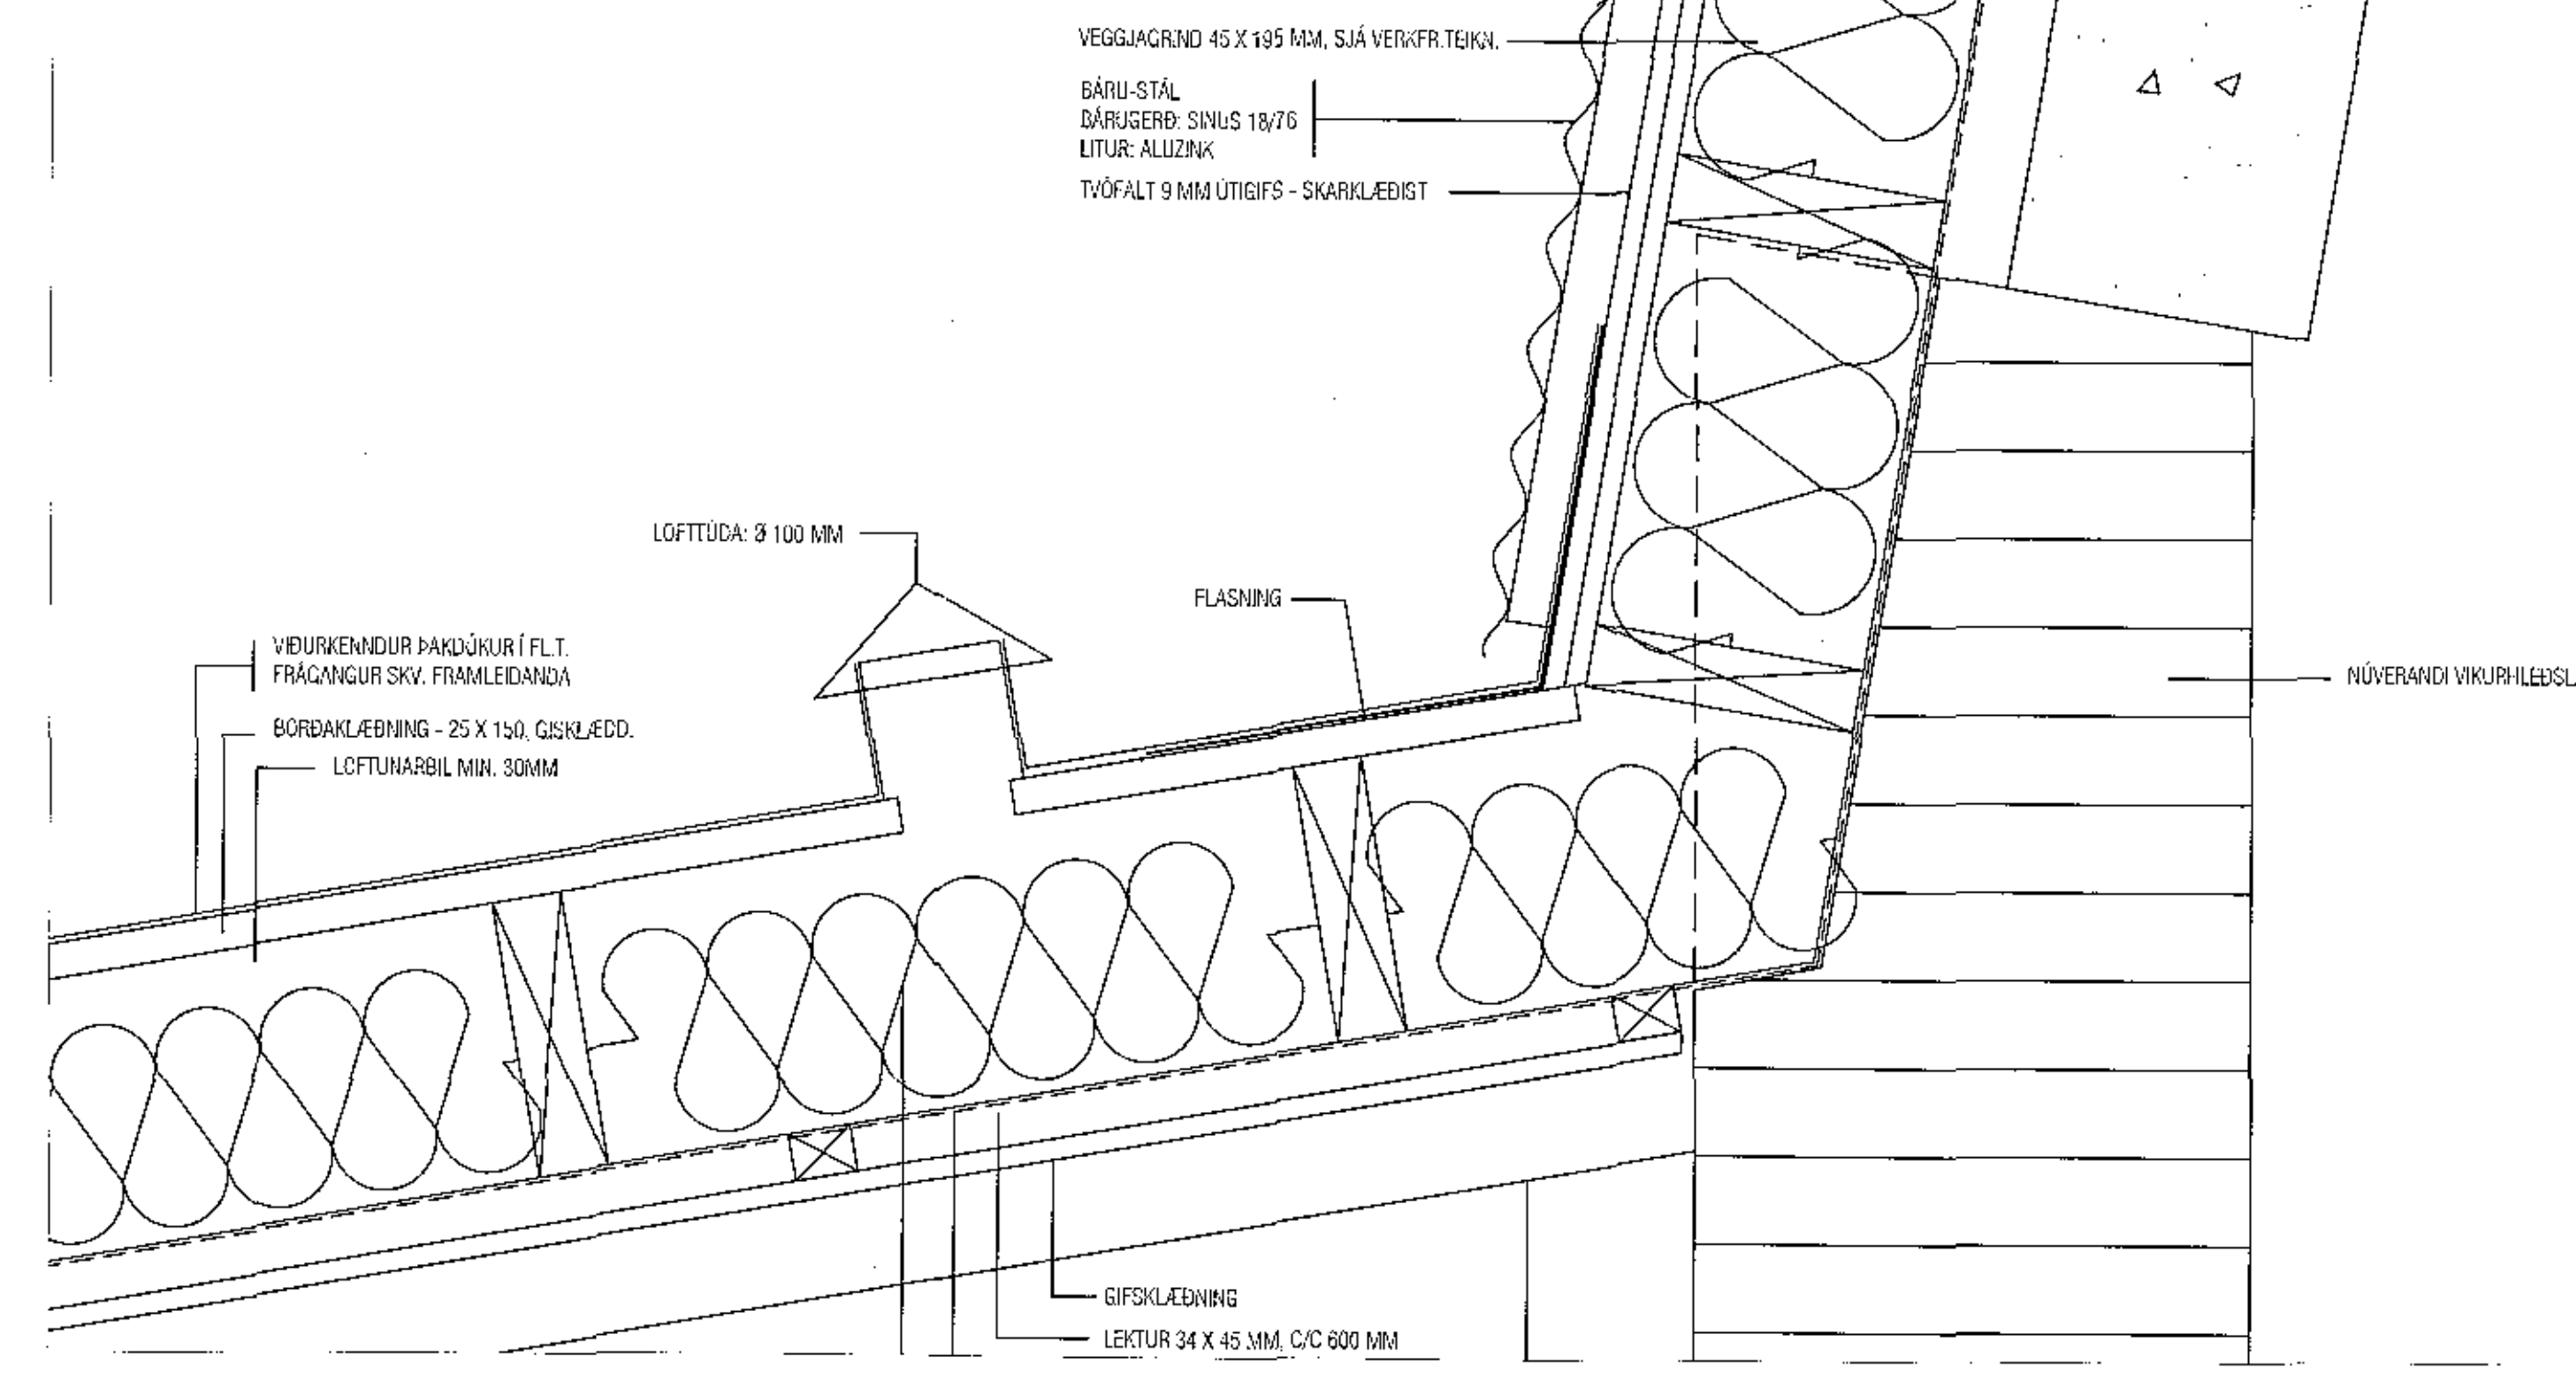 VEGGJAGRIND 45 X 195 MM, SJÁ VERKFR.TEIKN.
BÁRU-STÁL
BÁRUGERÐ: SINUS 18/76
LITUR: ALUZINK
TVÖFALT 9 MM ÚTIGIFS - SKARKLÆÐIST
LOFTTÚÐA: Ø 100 MM
FLASNING
VIÐURKENNDUR ÞAKDÚKUR Í FL.T.
FRÁGANGUR SKV. FRAMLEIÐANDA
NÚVERANDI VIKURHLEÐSL
BORÐAKLÆÐNING - 25 X 150, GISKLÆDD.
LOFTUNARBIL MIN. 30MM
GIFSKLÆÐNING
LEKTUR 34 X 45 MM, C/C 600 MM